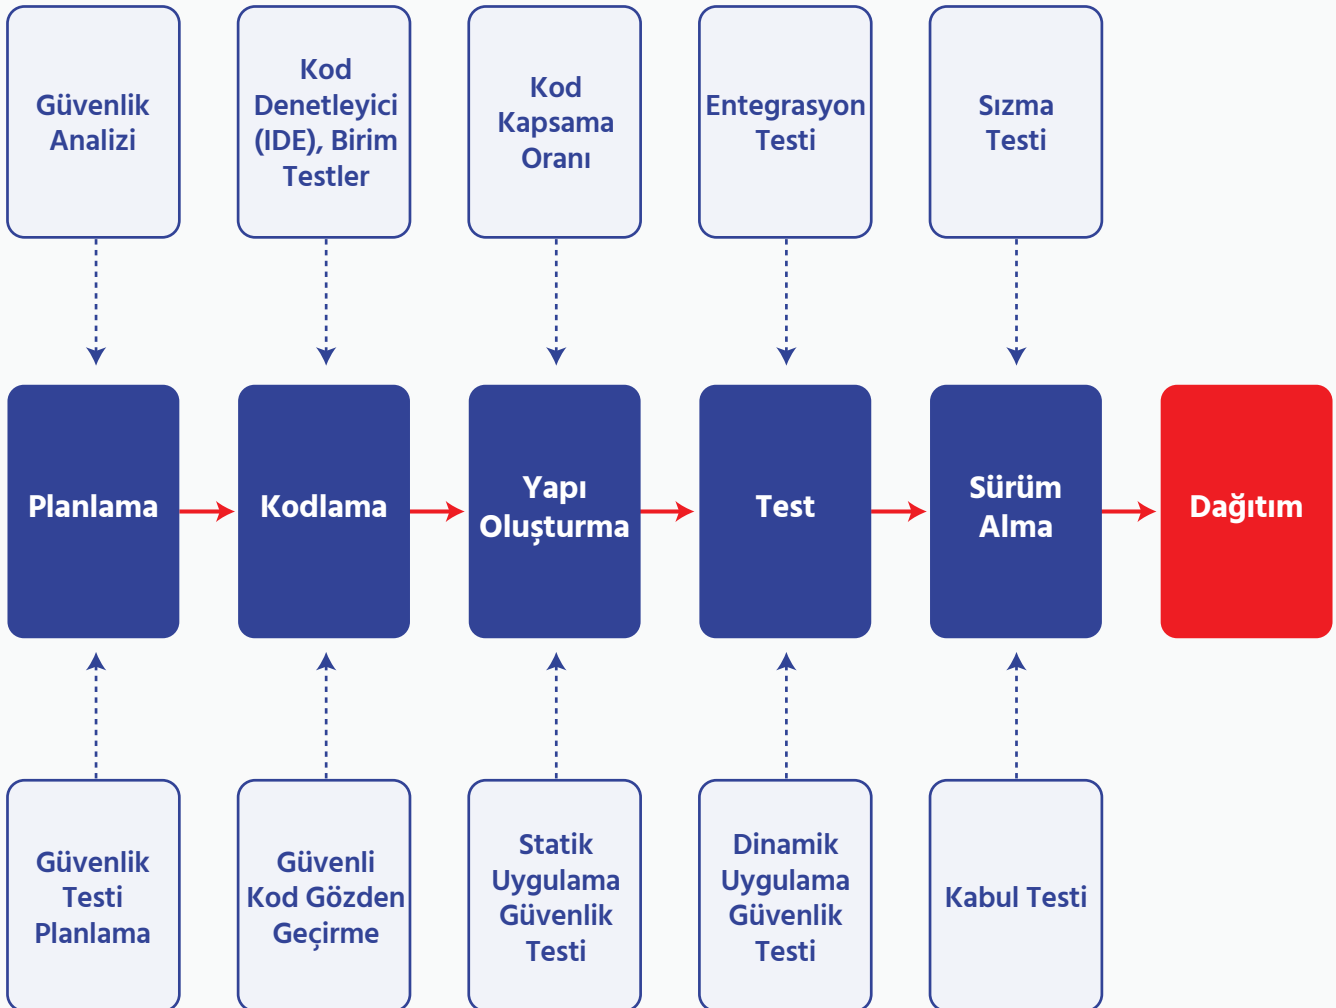 Güvenlik
Analizi
Kod
Denetleyici
(IDE), Birim
Testler
Kod
Kapsama
Oranı
Entegrasyon
Testi
Sızma
Testi
Planlama
Kodlama
Yapı
Oluşturma
Test
Sürüm
Alma
Dağıtım
Güvenlik
Testi
Planlama
Güvenli
Kod Gözden
Geçirme
Statik
Uygulama
Güvenlik
Testi
Dinamik
Uygulama
Güvenlik
Testi
Kabul Testi